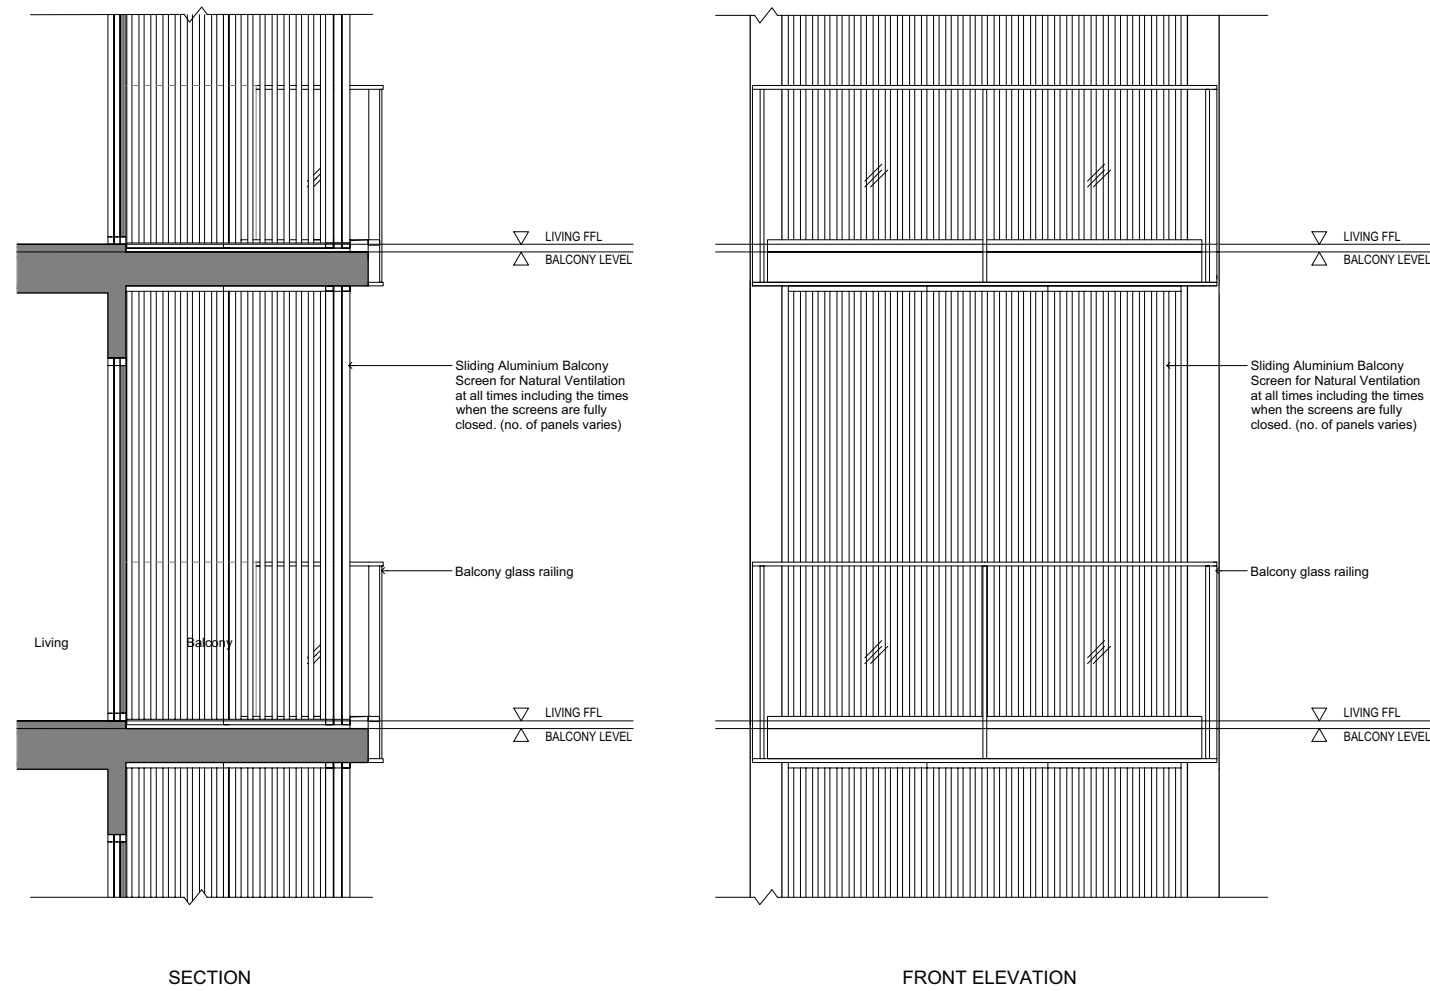 LIVING FFL
BALCONY LEVEL
Sliding Aluminium Balcony
Screen for Natural Ventilation
at all times including the times
when the screens are fully
closed. (no. of panels varies)
Balcony glass railing
Living
Balcony
LIVING FFL
BALCONY LEVEL
SECTION
LIVING FFL
BALCONY LEVEL
Sliding Aluminium Balcony
Screen for Natural Ventilation
at all times including the times
when the screens are fully
closed. (no. of panels varies)
Balcony glass railing
LIVING FFL
BALCONY LEVEL
FRONT ELEVATION